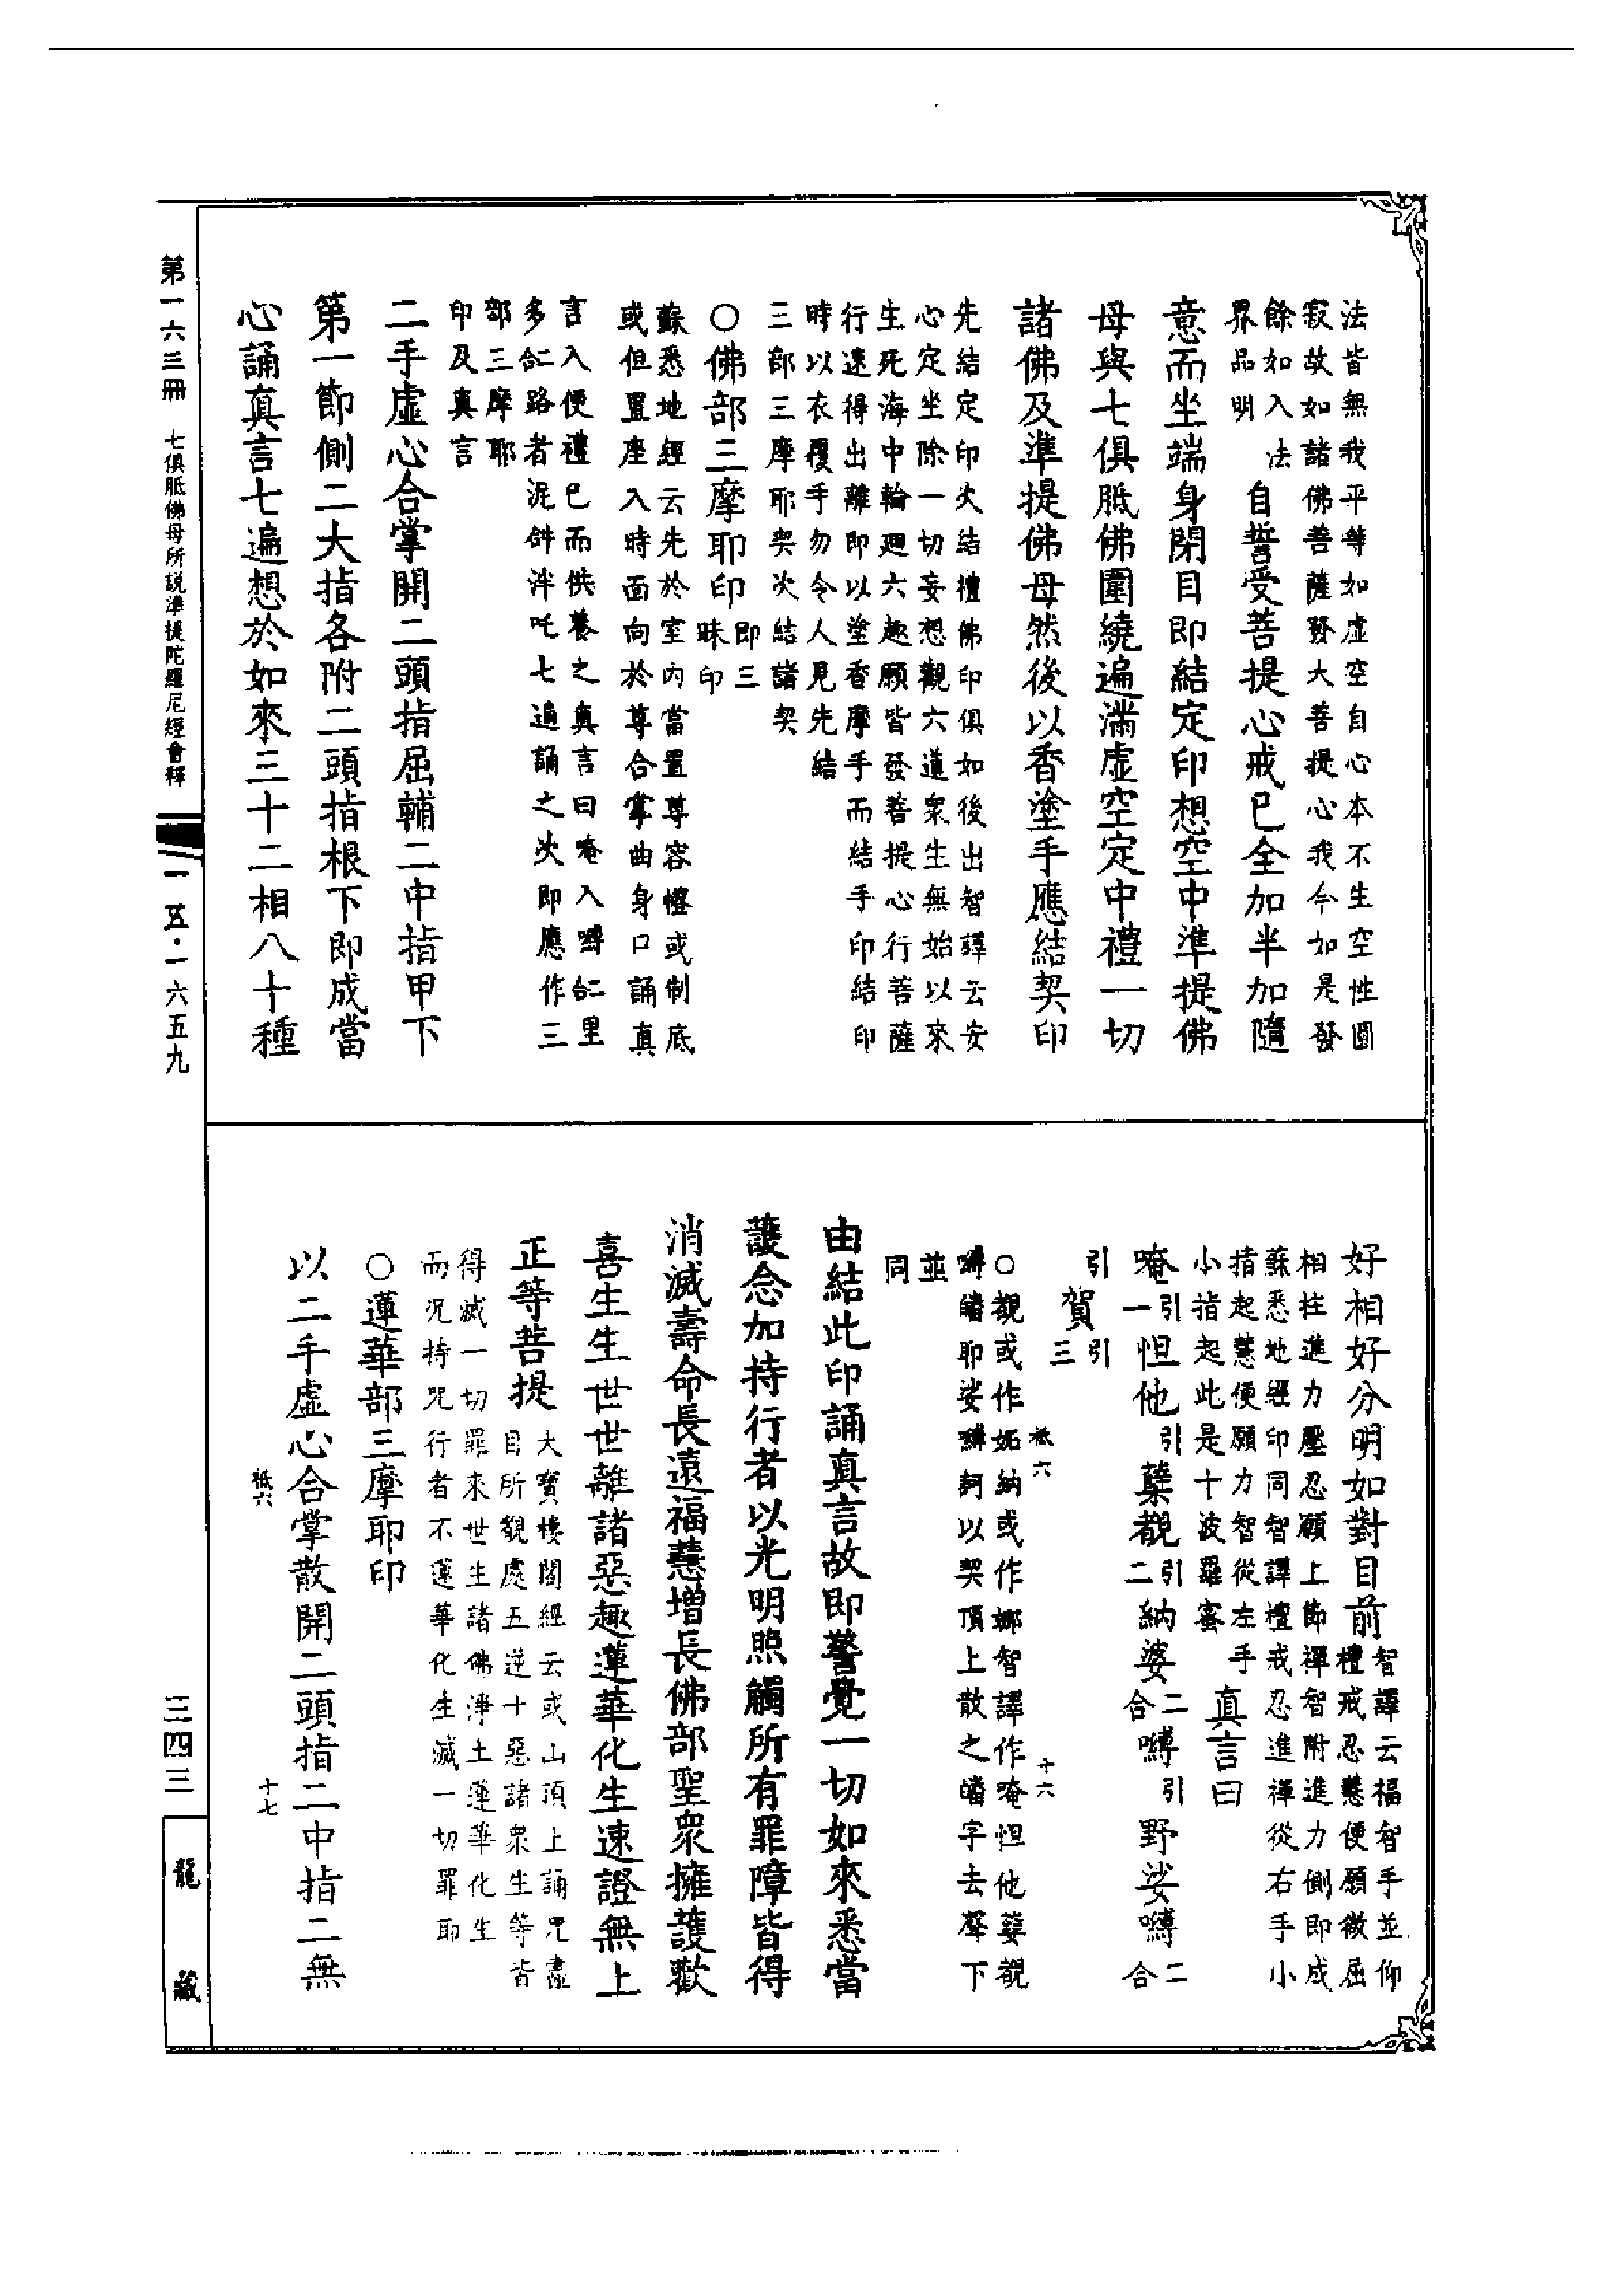 法皆無我平等如虛空自心本不生空性圓
寂故如諸佛菩薩發大菩提心我今如是發
餘如入法
界品明
自誓受菩提心戒已全加半加隨
意而坐端身閉目即結定印想空中準提佛
母與七俱胝佛圍繞遍滿虛空定中禮一切
諸佛及準提佛母然後以香塗手應結契印
先結定印次結禮佛印俱如後出智譯云安
心定坐除一切妄想觀六道眾生無始以來
生死海中輪迴六趣願皆發菩提心行菩薩
行速得出離即以塗香摩手而結手印結印
時以衣覆手勿令人見先結
三部三摩耶契次結諸契
○佛部三摩耶印即三
昧印
蘇悉地經云先於室內當置尊容幢或制底
或但置座入時面向於尊合掌曲身口誦真
言入便禮已而供養之真言曰唵入嚩二合里
多二合路者泥鉢泮吒七遍誦之次即應作三
部三摩耶
印及真言
二手虛心合掌開二頭指屈輔二中指甲下
第一節側二大指各附二頭指根下即成當
心誦真言七遍想於如來三十二相八十種
好相好分明如對目前智譯云福智手並仰
禮戒忍慧便願微屈
相拄進力壓忍願上節禪智附進力側即成
蘇悉地經印同智譯禮戒忍進禪從右手小
指起慧便願力智從左手
小指起此是十波羅蜜
真言曰
唵引
一怛他引櫱覩引
二納婆二
合嚩引野娑嚩二
合
引賀引
三
○覩或作妬納或作娜智譯作唵怛他蘖覩
嚩皤耶娑嚩訶以契頂上散之皤字去聲下
並
同
由結此印誦真言故即警覺一切如來悉當
護念加持行者以光明照觸所有罪障皆得
消滅壽命長遠福慧增長佛部聖眾擁護歡
喜生生世世離諸惡趣蓮華化生速證無上
正等菩提大寶樓閣經云或山頂上誦咒盡
目所覩處五逆十惡諸眾生等皆
得滅一切罪來世生諸佛淨土蓮華化生
而況持咒行者不蓮華化生滅一切罪耶
○蓮華部三摩耶印
以二手虛心合掌散開二頭指二中指二無
第一六三冊 七俱胝佛母所說準提陀羅尼經會釋
一五·一六五九
三四三
龍藏
柢六
十六
柢六
十七